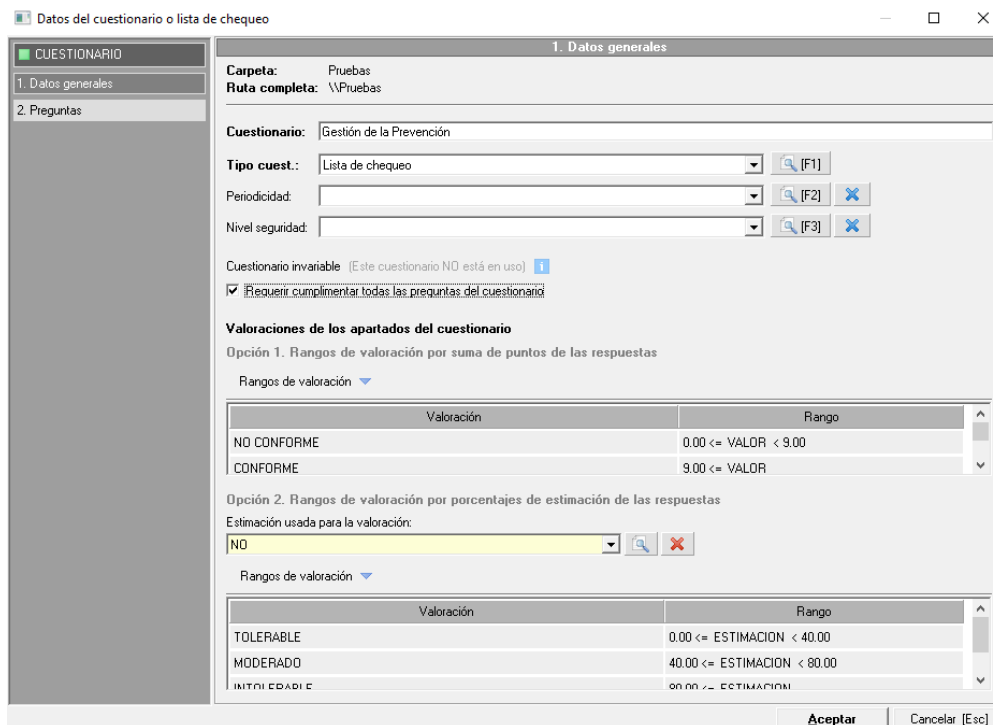 Datos del cuestionario o lista de chequeo
CUESTIONARIO
1. Datos generales
2. Preguntas
1. Datos generales
Carpeta: Pruebas
Ruta completa: \\Pruebas
Cuestionario: Gestión de la Prevención
Tipo cuest.: Lista de chequeo [F1]
Periodicidad: [F2]
Nivel seguridad: [F3]
Cuestionario invariable (Este cuestionario NO está en uso) i
Requerir cumplimentar todas las preguntas del cuestionario
Valoraciones de los apartados del cuestionario
Opción 1. Rangos de valoración por suma de puntos de las respuestas
Rangos de valoración
Valoración Rango
NO CONFORME 0.00 <= VALOR < 9.00
CONFORME 9.00 <= VALOR
Opción 2. Rangos de valoración por porcentajes de estimación de las respuestas
Estimación usada para la valoración:
NO
Rangos de valoración
Valoración Rango
TOLERABLE 0.00 <= ESTIMACION < 40.00
MODERADO 40.00 <= ESTIMACION < 80.00
INTOLERABLE 80.00 <= ESTIMACION
Aceptar Cancelar [Esc]